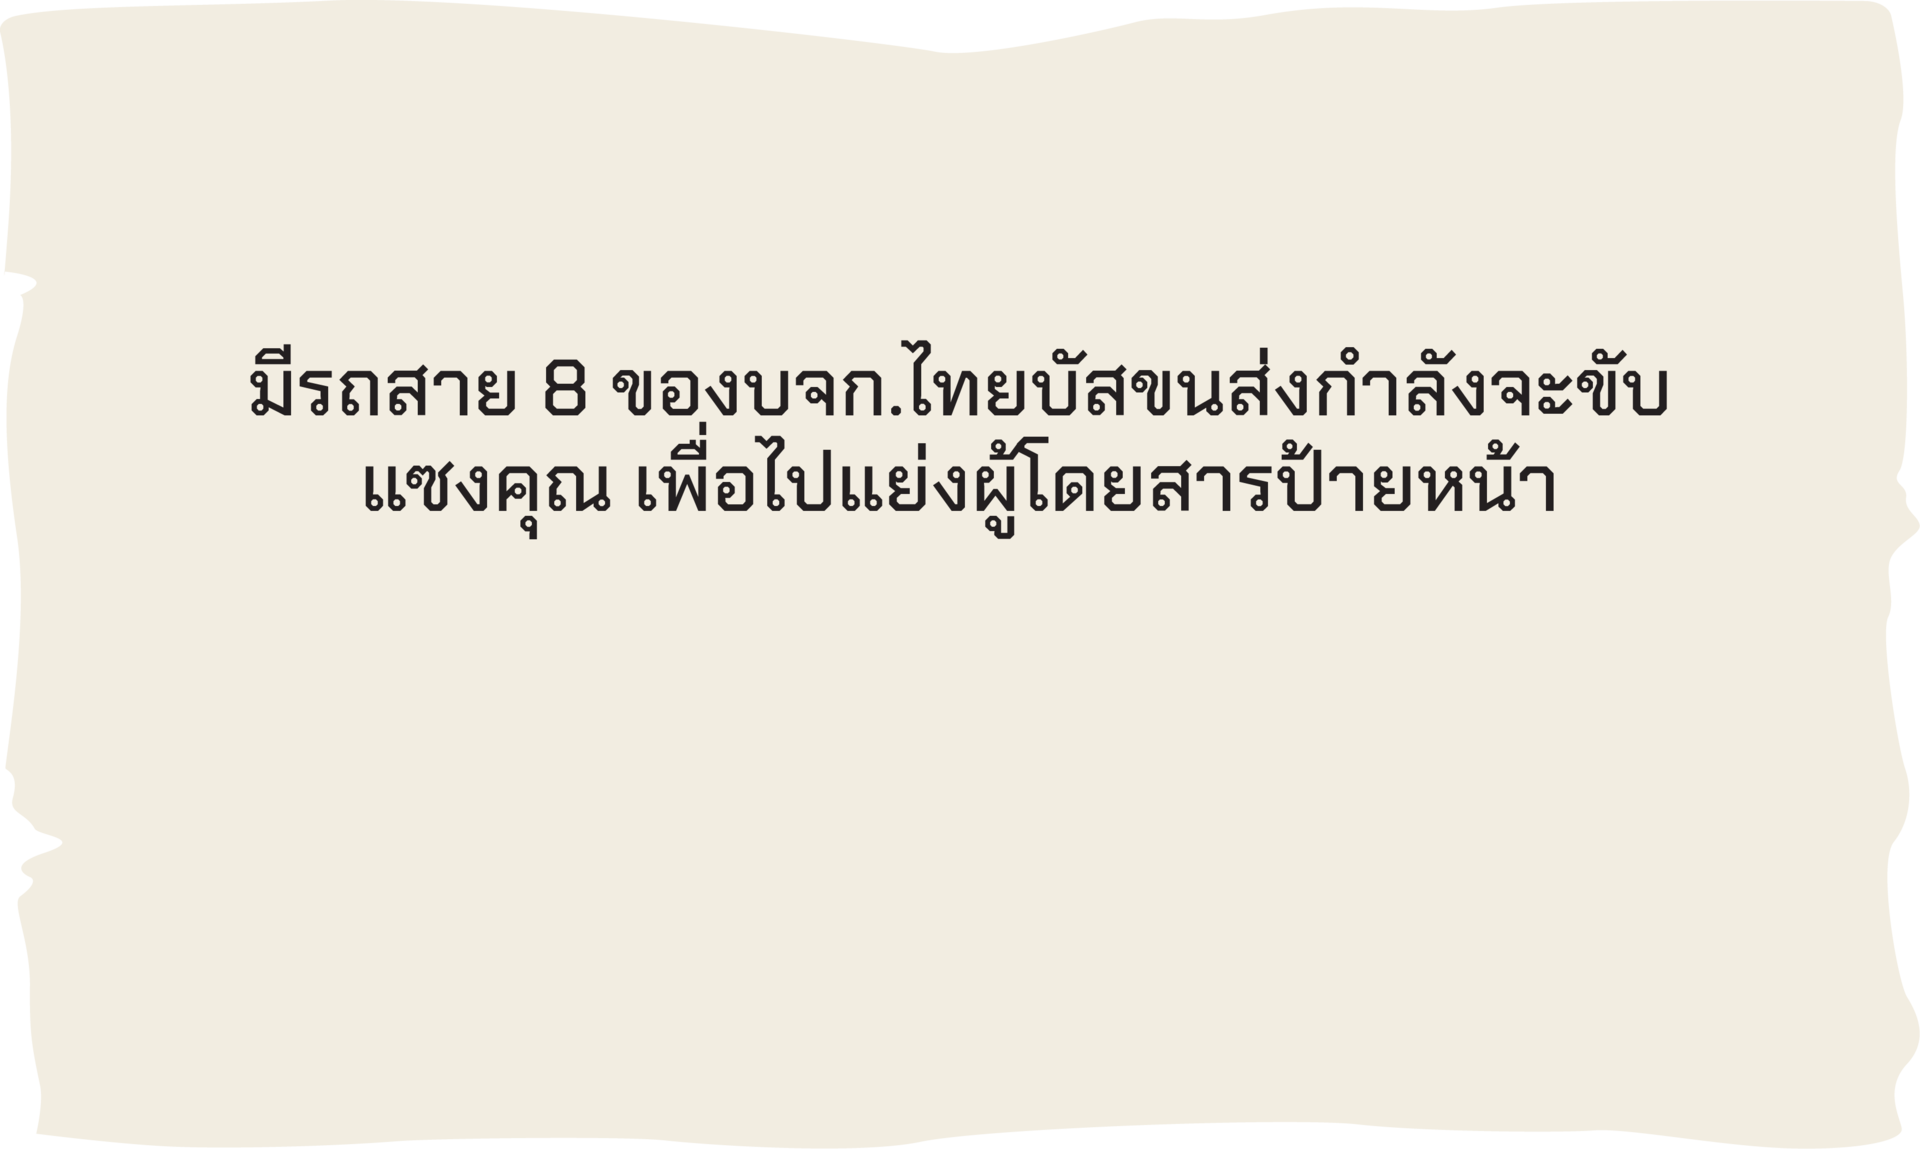 มีรถสาย 8 ของบจก.ไทยบัสขนส่งกำลังจะขับ
แซงคุณ เพื่อไปแย่งผู้โดยสารป้ายหน้า